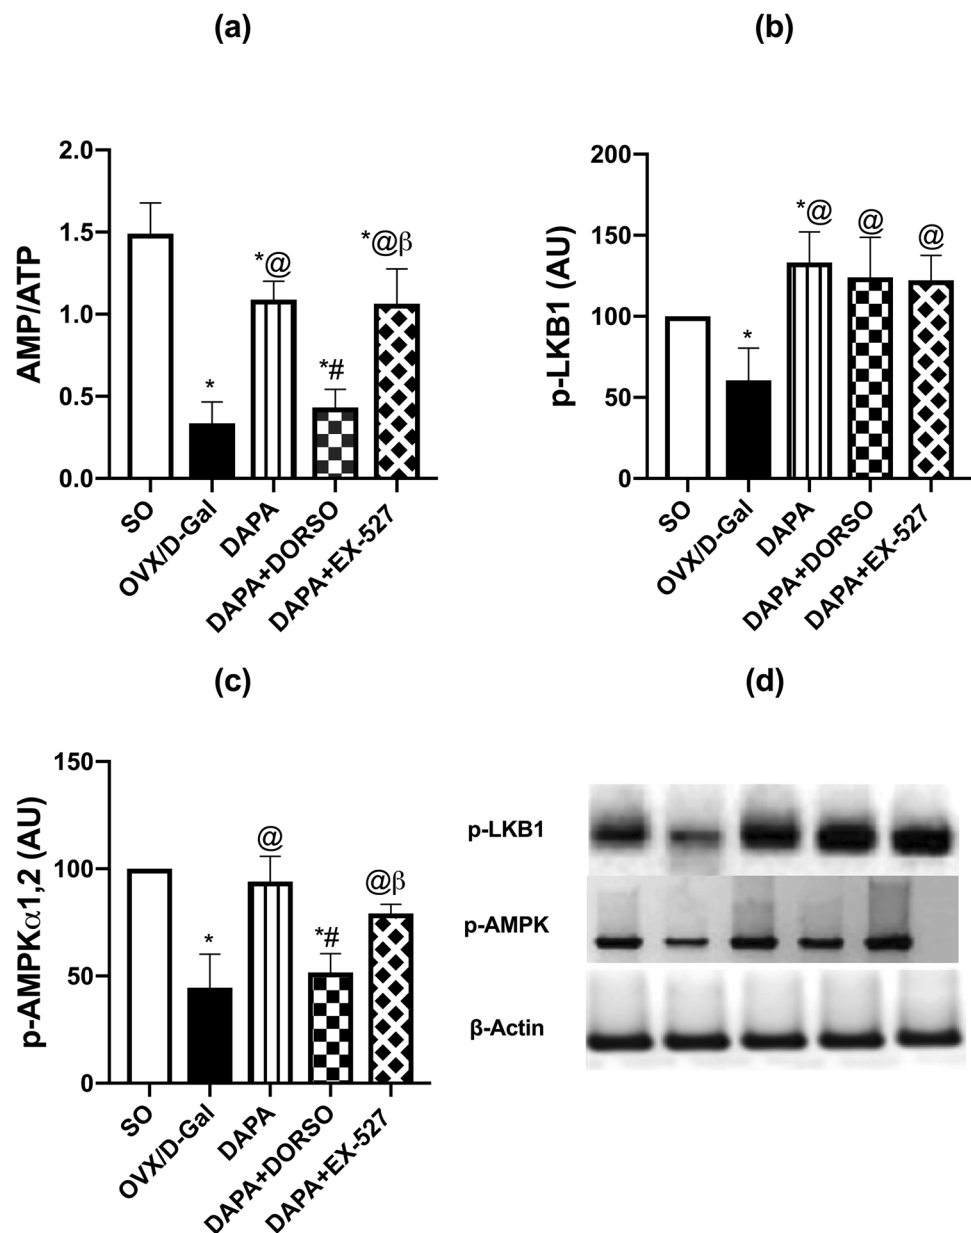 (a)
AMP/ATP
2.0
1.5
1.0
0.5
0.0
*
*@
*#
*@β
SO
OVX/D-Gal
DAPA
DAPA+DORSO
DAPA+EX-527
(b)
p-LKB1 (AU)
200
150
100
50
0
*
*@
@
@
SO
OVX/D-Gal
DAPA
DAPA+DORSO
DAPA+EX-527
(c)
p-AMPKα1,2 (AU)
150
100
50
0
*
@
*#
@β
SO
OVX/D-Gal
DAPA
DAPA+DORSO
DAPA+EX-527
(d)
p-LKB1
p-AMPK
β-Actin